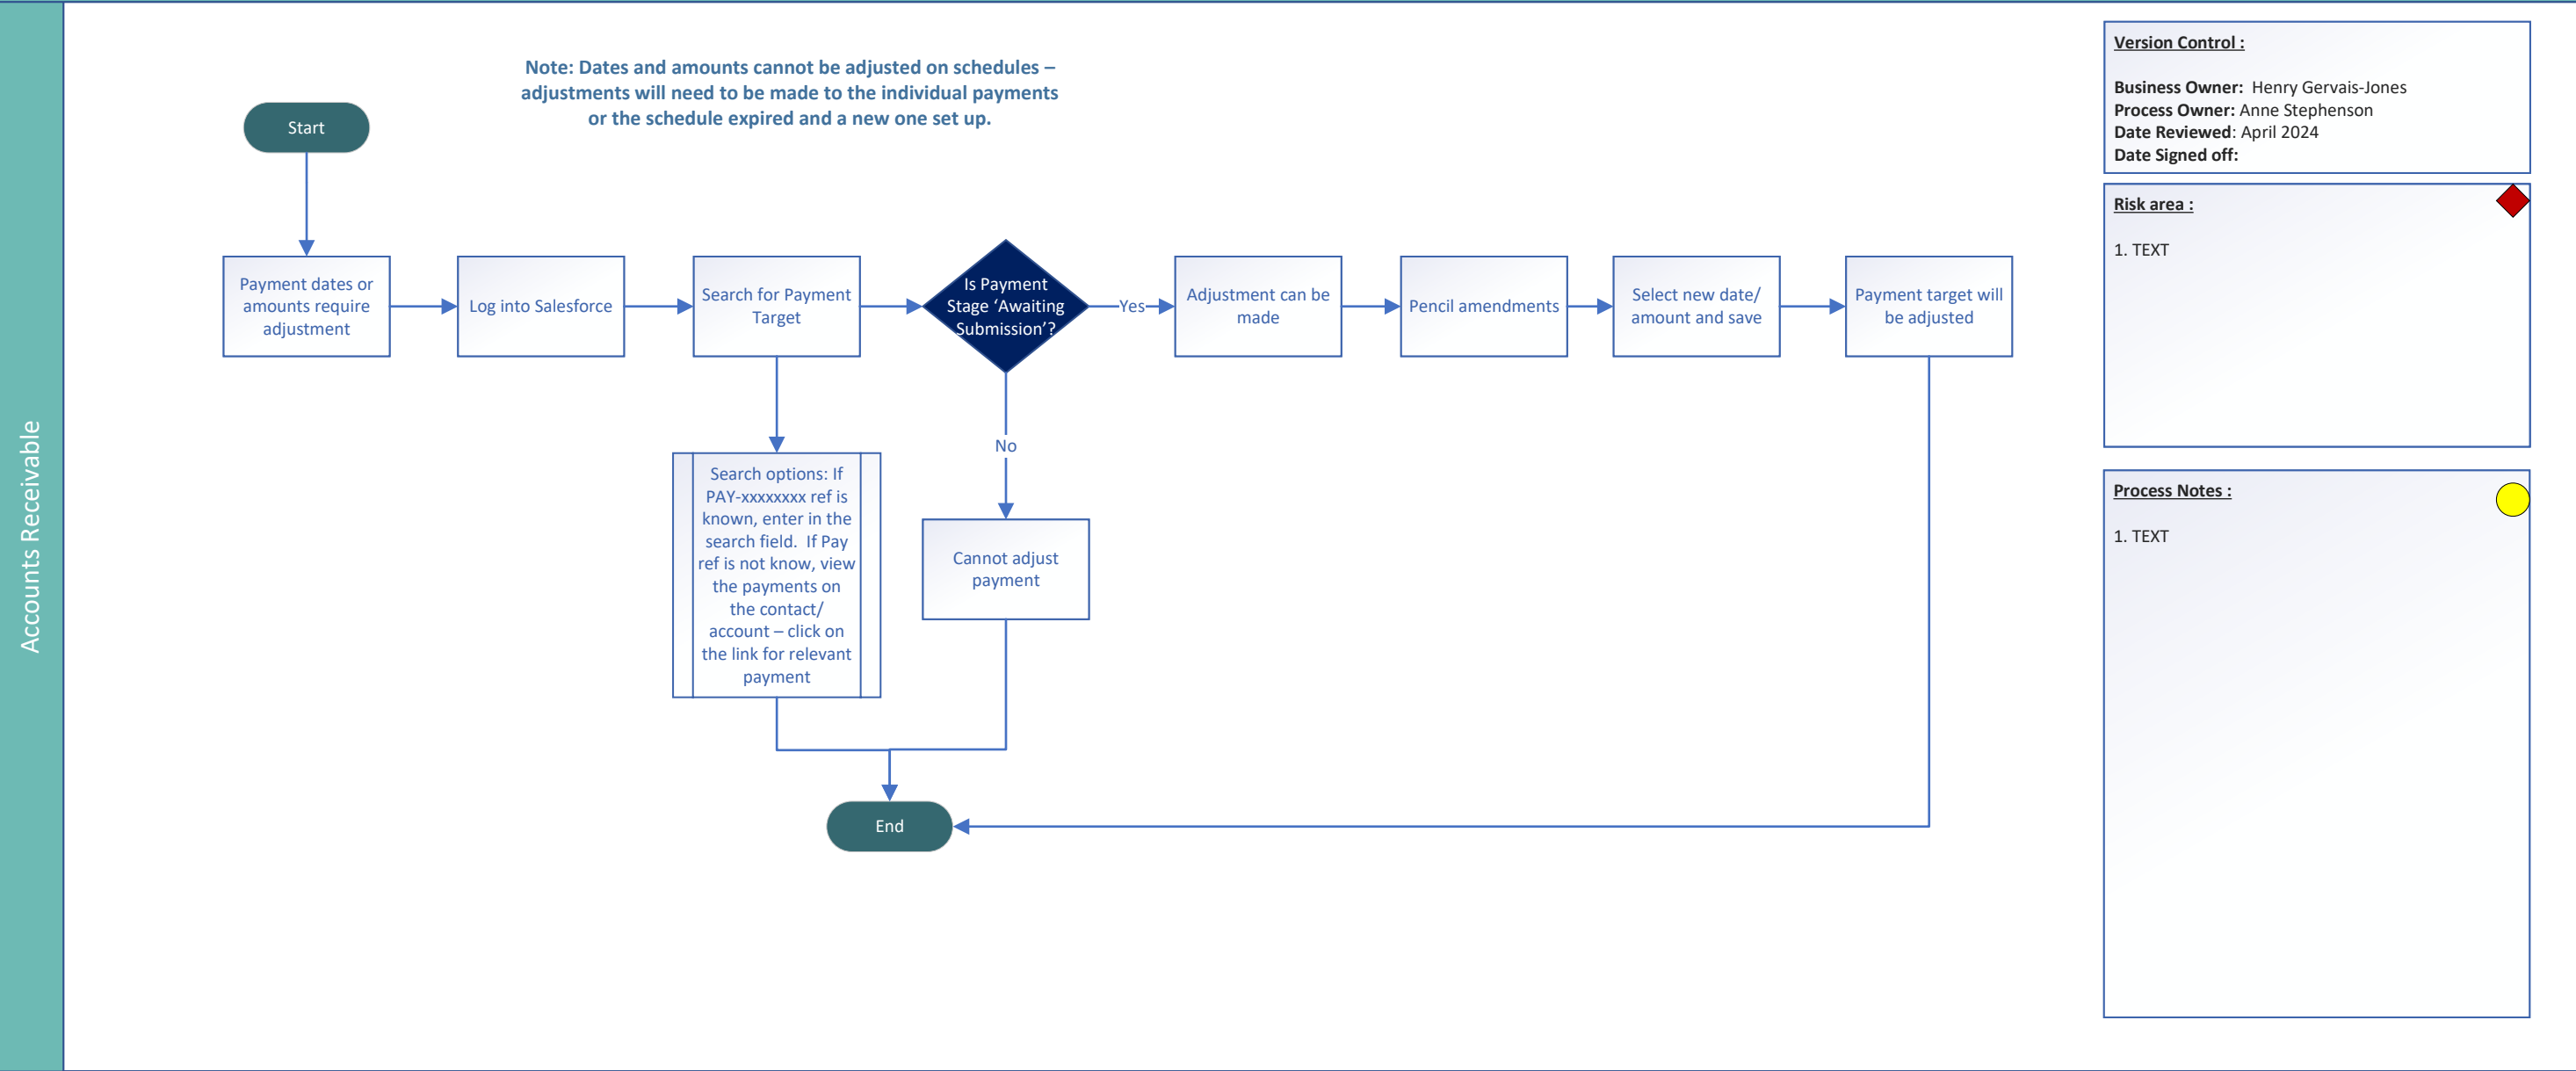 Accounts Receivable
Note: Dates and amounts cannot be adjusted on schedules –
adjustments will need to be made to the individual payments
or the schedule expired and a new one set up.
Start
Payment dates or
amounts require
adjustment
Log into Salesforce
Search for Payment
Target
Is Payment
Stage ‘Awaiting
Submission’?
Yes
Adjustment can be
made
Pencil amendments
Select new date/
amount and save
Payment target will
be adjusted
No
Search options: If
PAY-xxxxxxxx ref is
known, enter in the
search field.  If Pay
ref is not know, view
the payments on
the contact/
account – click on
the link for relevant
payment
Cannot adjust
payment
End
Version Control :
Business Owner:  Henry Gervais-Jones
Process Owner: Anne Stephenson
Date Reviewed: April 2024
Date Signed off:
Risk area :
1. TEXT
Process Notes :
1. TEXT